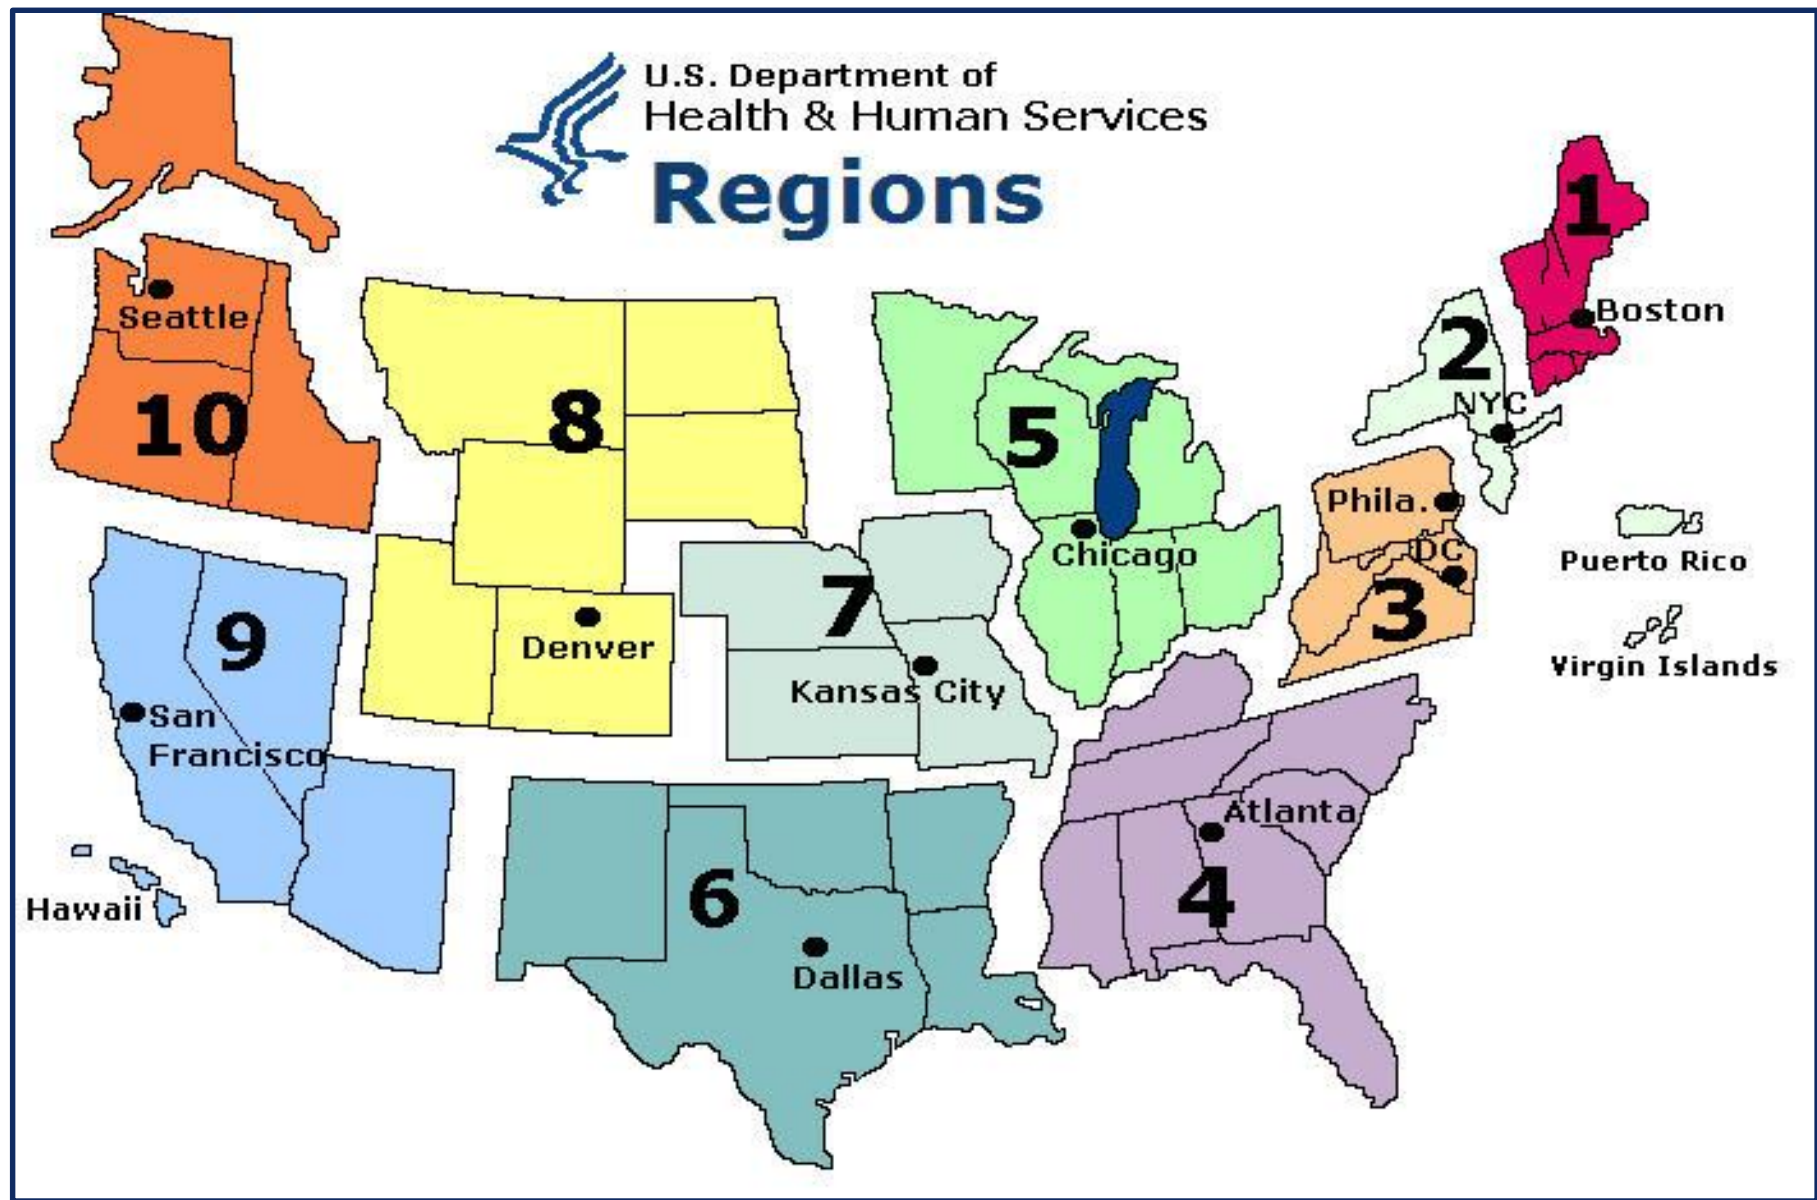 U.S. Department of
Health & Human Services
Regions
1
Boston
2
NYC
Seattle
10
8
5
Phila.
DC
3
Puerto Rico
Virgin Islands
Chicago
7
Kansas City
Denver
9
San
Francisco
Hawaii
6
Dallas
Atlanta
4